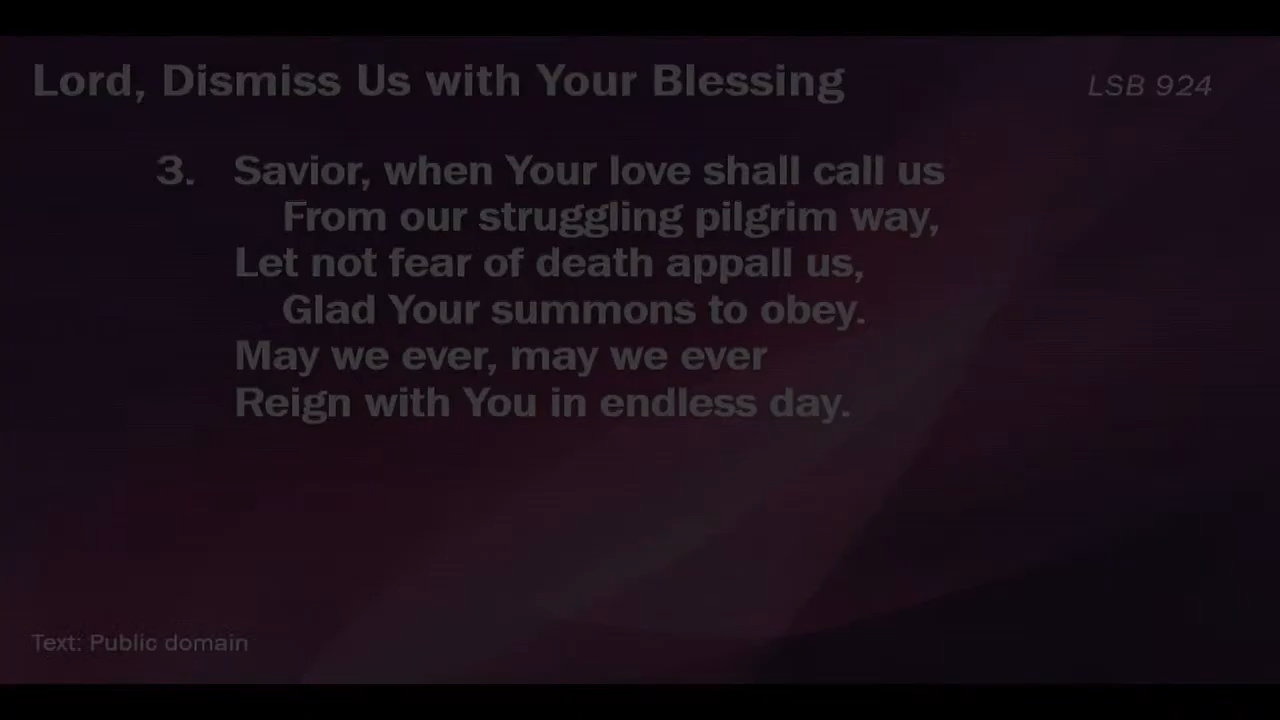 Lord, Dismiss Us with Your Blessing LSB 924
3. Savior, when Your love shall call us
From our struggling pilgrim way,
Let not fear of death appall us,
Glad Your summons to obey.
May we ever, may we ever
Reign with You in endless day.
Text: Public domain